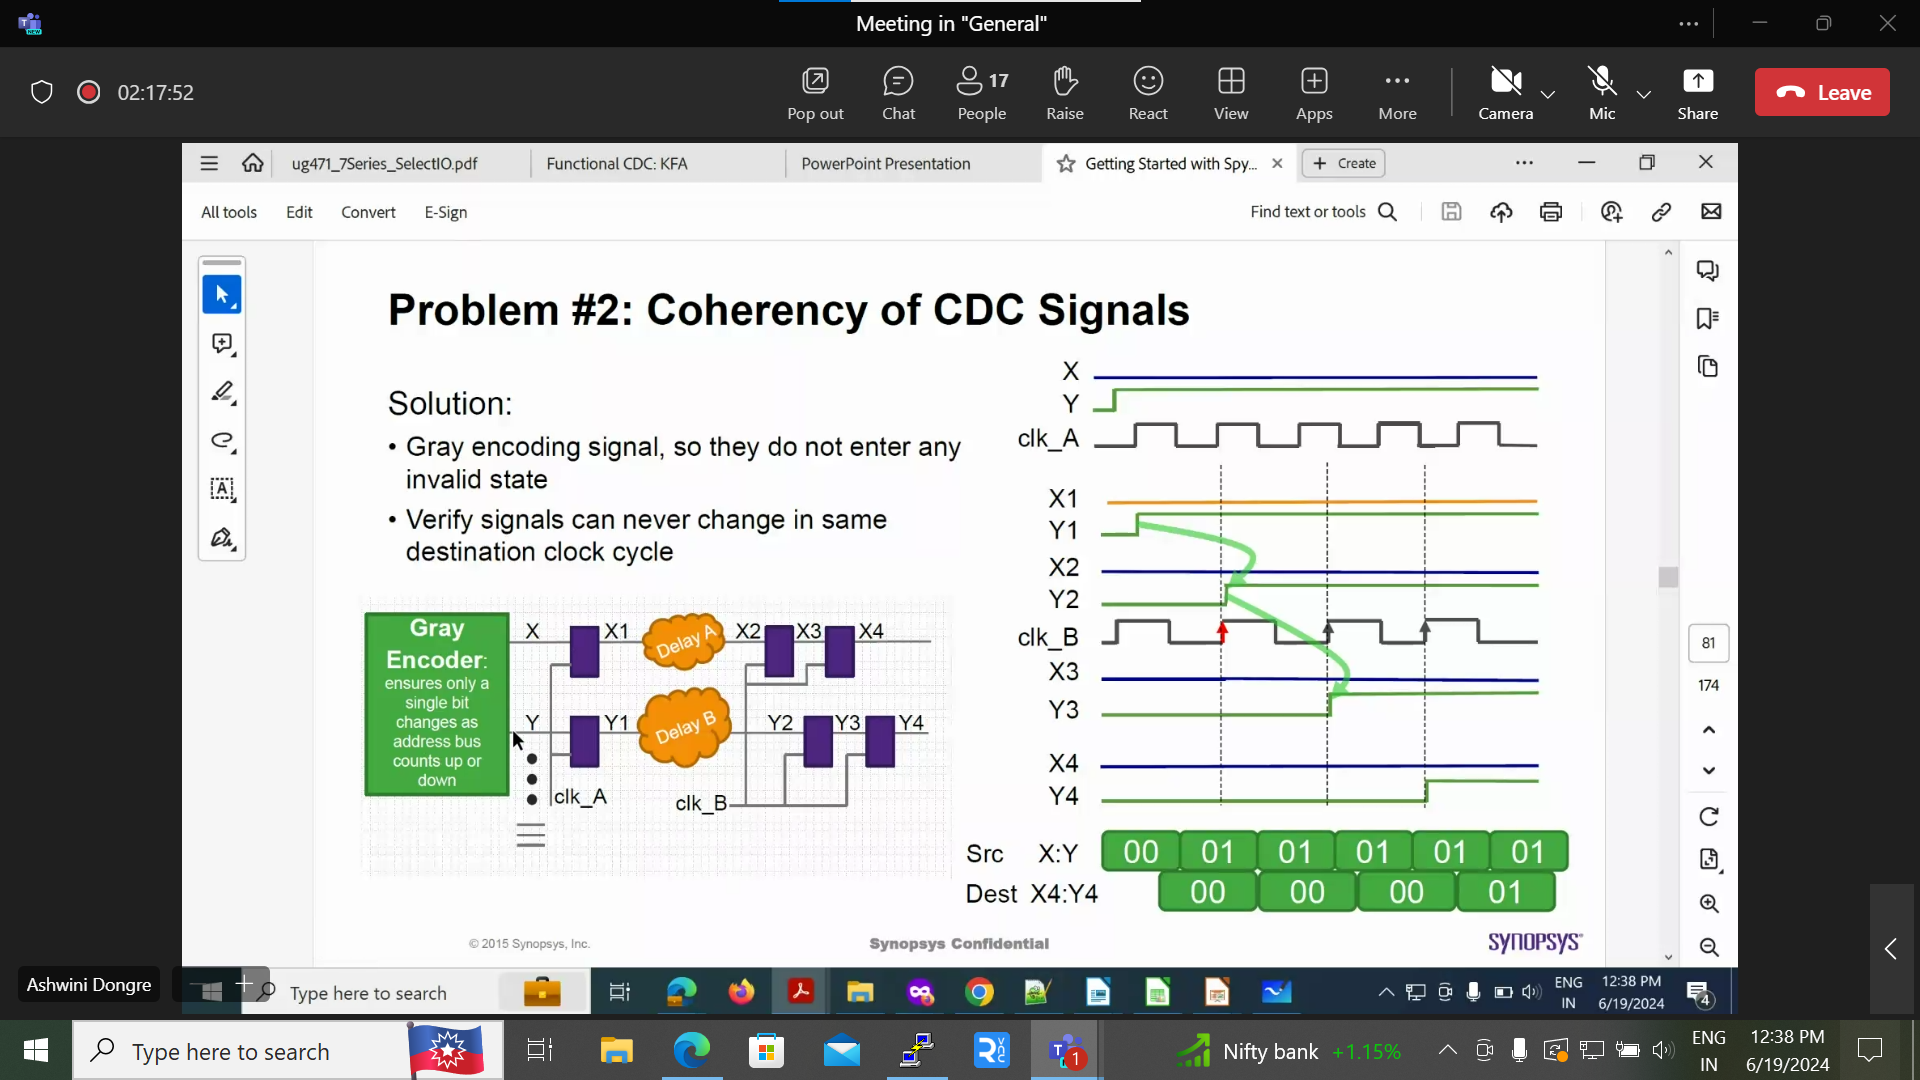 Meeting in "General"
02:17:52
Pop out
Chat
17
People
Raise
React
View
Apps
More
Camera
Mic
Share
Leave
ug471_7Series_SelectIO.pdf
Functional CDC: KFA
PowerPoint Presentation
Getting Started with Spy...
Create
All tools
Edit
Convert
E-Sign
Find text or tools
Problem #2: Coherency of CDC Signals
Solution:
• Gray encoding signal, so they do not enter any
invalid state
• Verify signals can never change in same
destination clock cycle
Gray
Encoder:
ensures only a
single bit
changes as
address bus
counts up or
down
X
X1
Delay A
X2
X3
X4
Y
Y1
Delay B
Y2
Y3
Y4
clk_A
clk_B
X
Y
clk_A
X1
Y1
X2
Y2
clk_B
X3
Y3
X4
Y4
Src X:Y 00 01 01 01 01 01
Dest X4:Y4 00 00 00 01
© 2015 Synopsys, Inc.
Synopsys Confidential
SYNOPSYS
81
174
Ashwini Dongre
Type here to search
ENG
IN
12:38 PM
6/19/2024
4
Type here to search
1
Nifty bank +1.15%
ENG
IN
12:38 PM
6/19/2024